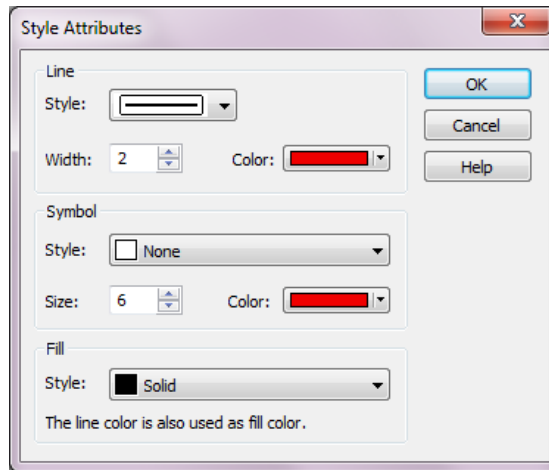 Style Attributes
Line
Style:
Width: 2 Color:
Symbol
Style: None
Size: 6 Color:
Fill
Style: Solid
The line color is also used as fill color.
OK
Cancel
Help